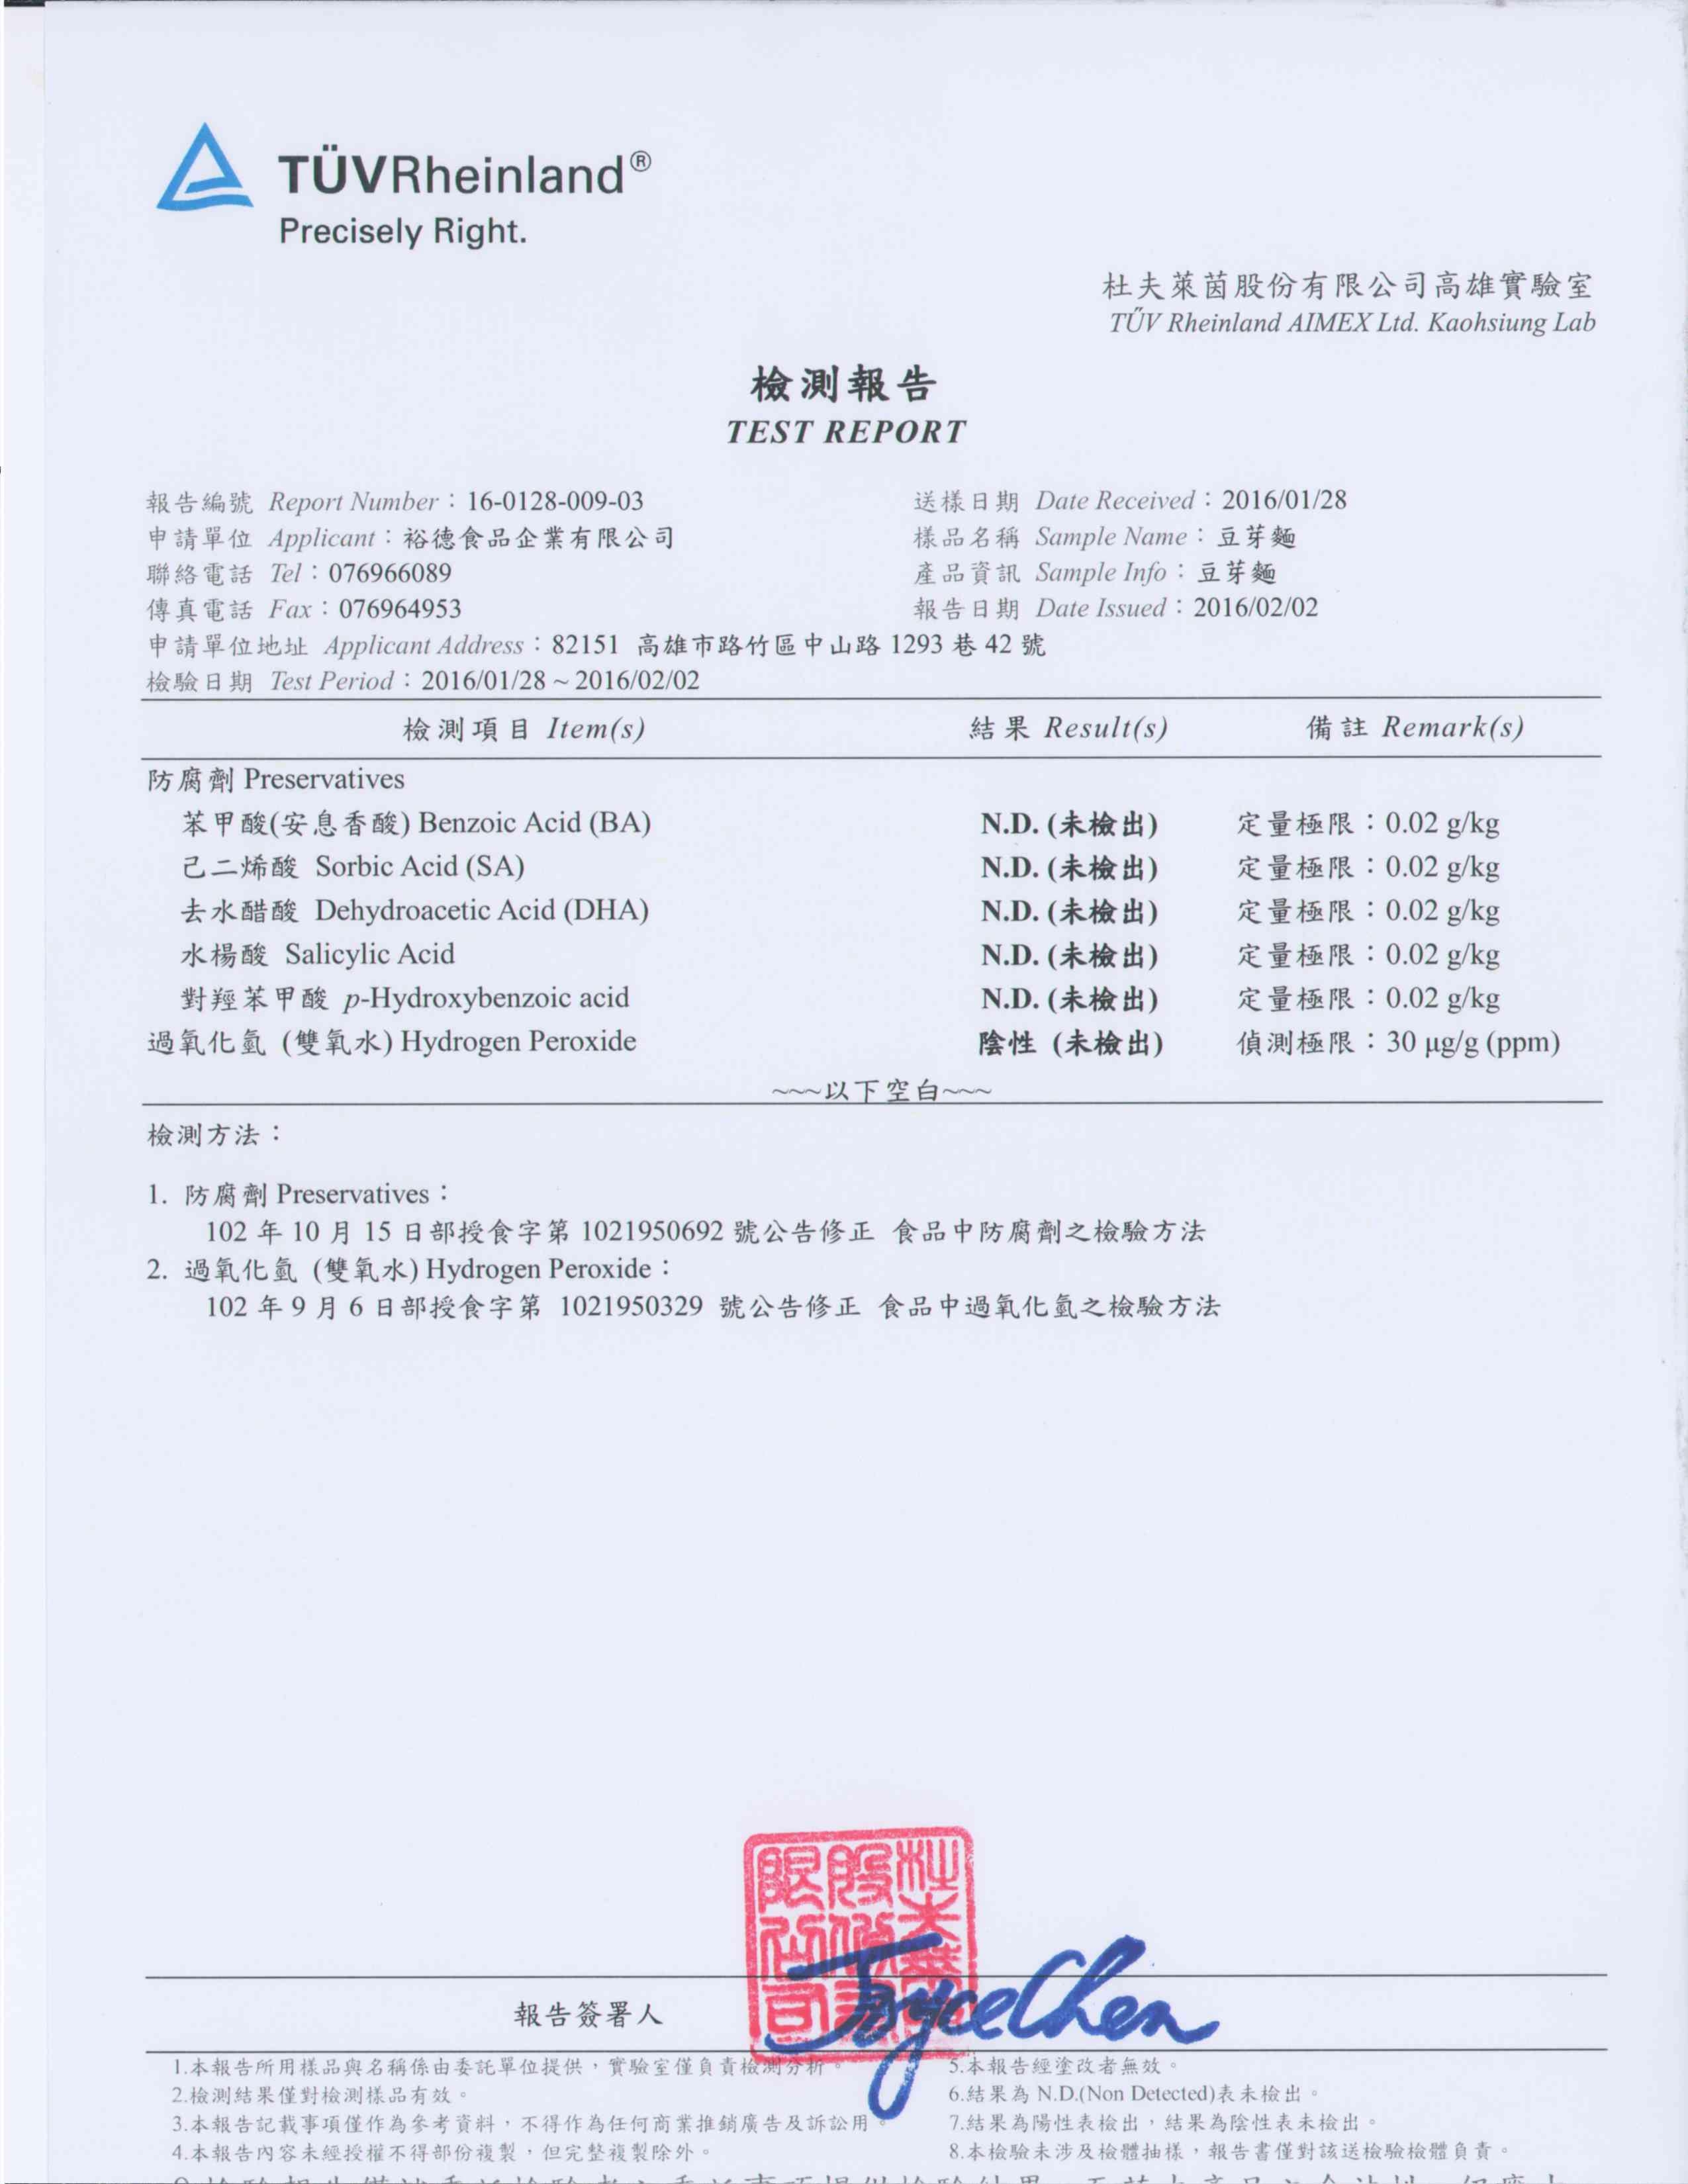 TÜVRheinland®
Precisely Right.
杜夫萊茵股份有限公司高雄實驗室
TŰV Rheinland AIMEX Ltd. Kaohsiung Lab
檢測報告
TEST REPORT
報告編號 Report Number：16-0128-009-03 送樣日期 Date Received：2016/01/28
申請單位 Applicant：裕德食品企業有限公司 樣品名稱 Sample Name：豆芽麵
聯絡電話 Tel：076966089 產品資訊 Sample Info：豆芽麵
傳真電話 Fax：076964953 報告日期 Date Issued：2016/02/02
申請單位地址 Applicant Address：82151 高雄市路竹區中山路 1293 巷 42 號
檢驗日期 Test Period：2016/01/28 ~ 2016/02/02
檢測項目 Item(s) 結果 Result(s) 備註 Remark(s)
防腐劑 Preservatives
苯甲酸(安息香酸) Benzoic Acid (BA) N.D. (未檢出) 定量極限：0.02 g/kg
己二烯酸 Sorbic Acid (SA) N.D. (未檢出) 定量極限：0.02 g/kg
去水醋酸 Dehydroacetic Acid (DHA) N.D. (未檢出) 定量極限：0.02 g/kg
水楊酸 Salicylic Acid N.D. (未檢出) 定量極限：0.02 g/kg
對羥苯甲酸 p-Hydroxybenzoic acid N.D. (未檢出) 定量極限：0.02 g/kg
過氧化氫 (雙氧水) Hydrogen Peroxide 陰性 (未檢出) 偵測極限：30 μg/g (ppm)
~~~以下空白~~~
檢測方法：
1. 防腐劑 Preservatives：
102 年 10 月 15 日部授食字第 1021950692 號公告修正 食品中防腐劑之檢驗方法
2. 過氧化氫 (雙氧水) Hydrogen Peroxide：
102 年 9 月 6 日部授食字第 1021950329 號公告修正 食品中過氧化氫之檢驗方法
杜夫萊茵股份有限公司
Joyce Chen
報告簽署人
1.本報告所用樣品與名稱係由委託單位提供，實驗室僅負責檢測分析。 5.本報告經塗改者無效。
2.檢測結果僅對檢測樣品有效。 6.結果為 N.D.(Non Detected)表未檢出。
3.本報告記載事項僅作為參考資料，不得作為任何商業推銷廣告及訴訟用。 7.結果為陽性表檢出，結果為陰性表未檢出。
4.本報告內容未經授權不得部份複製，但完整複製除外。 8.本檢驗未涉及檢體抽樣，報告書僅對該送檢驗檢體負責。